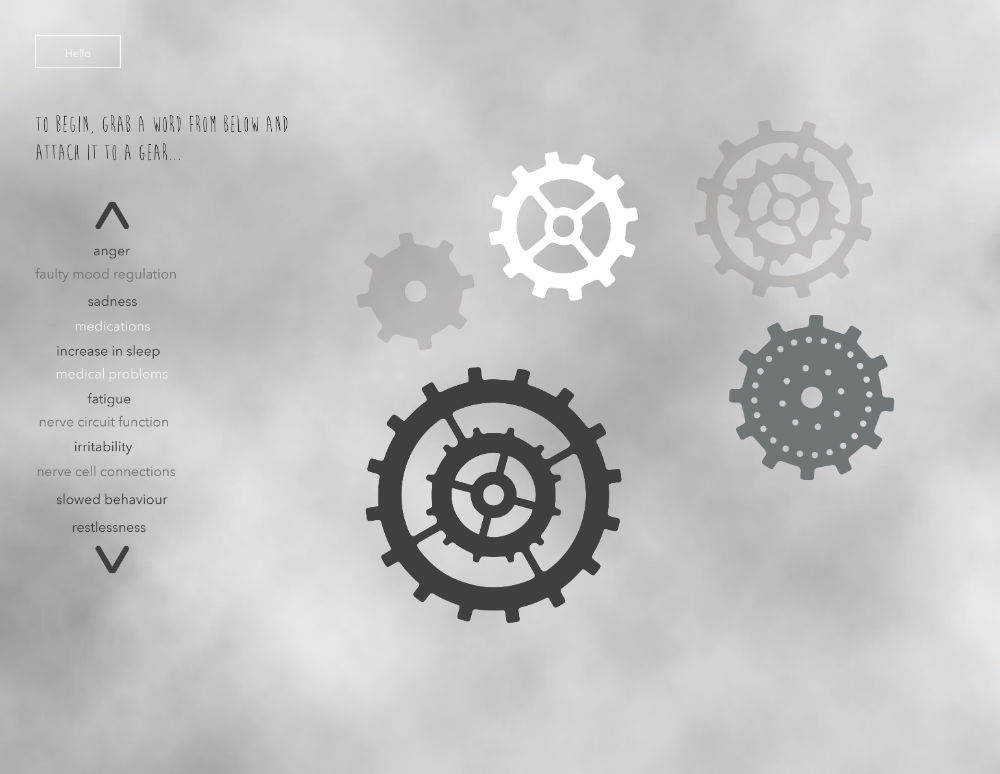 Hello
TO BEGIN, GRAB A WORD FROM BELOW AND
ATTACH IT TO A GEAR...
anger
faulty mood regulation
sadness
medications
increase in sleep
medical problems
fatigue
nerve circuit function
irritability
nerve cell connections
slowed behaviour
restlessness